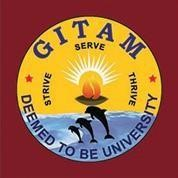 GITAM
STRIVE
SERVE
THRIVE
DEEMED TO BE UNIVERSITY